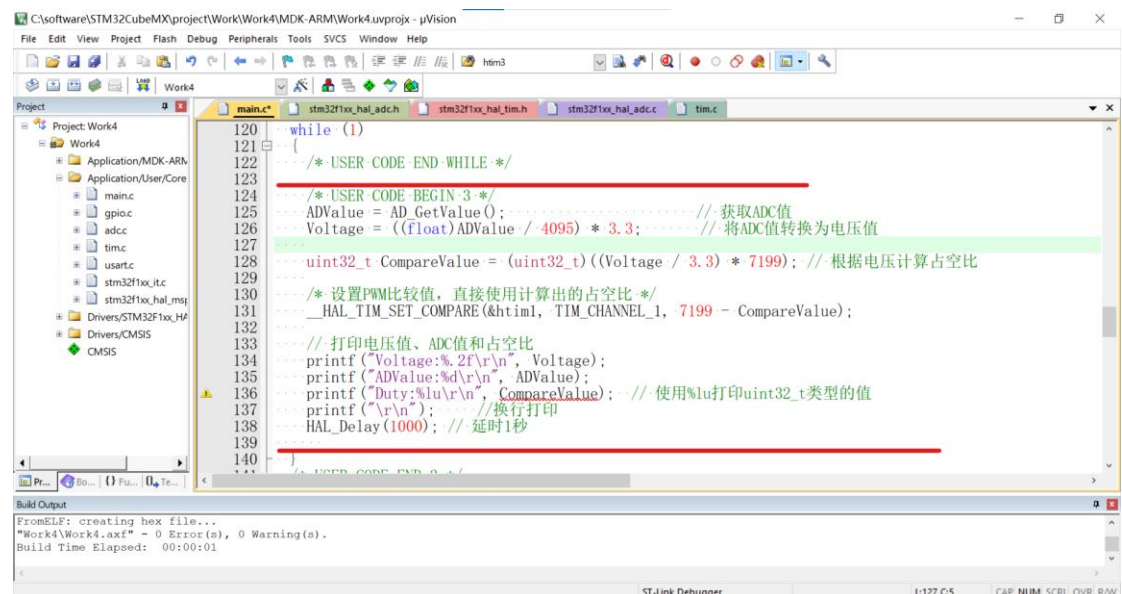 C:\software\STM32CubeMX\project\Work\Work4\MDK-ARM\Work4.uvprojx - µVision
File Edit View Project Flash Debug Peripherals Tools SVCS Window Help
htim3
LOAD Work4
Project
main.c* stm32f1xx_hal_adc.h stm32f1xx_hal_tim.h stm32f1xx_hal_adc.c tim.c
Project: Work4
Work4
Application/MDK-ARM
Application/User/Core
main.c
gpio.c
adc.c
tim.c
usart.c
stm32f1xx_it.c
stm32f1xx_hal_msp
Drivers/STM32F1xx_HA
Drivers/CMSIS
CMSIS
120 while (1)
121 {
122 /* USER CODE END WHILE */
123
124 /* USER CODE BEGIN 3 */
125 ADValue = AD_GetValue(); // 获取ADC值
126 Voltage = ((float)ADValue / 4095) * 3.3; // 将ADC值转换为电压值
127
128 uint32_t CompareValue = (uint32_t)((Voltage / 3.3) * 7199); // 根据电压计算占空比
129
130 /* 设置PWM比较值，直接使用计算出的占空比 */
131 __HAL_TIM_SET_COMPARE(&htim1, TIM_CHANNEL_1, 7199 - CompareValue);
132
133 // 打印电压值、ADC值和占空比
134 printf("Voltage:%.2f\r\n", Voltage);
135 printf("ADValue:%d\r\n", ADValue);
136 printf("Duty:%lu\r\n", CompareValue); // 使用%lu打印uint32_t类型的值
137 printf("\r\n"); //换行打印
138 HAL_Delay(1000); // 延时1秒
139
140 }
Pr... Bo... {} Fu... Te...
Build Output
FromELF: creating hex file...
"Work4\Work4.axf" - 0 Error(s), 0 Warning(s).
Build Time Elapsed: 00:00:01
ST-Link Debugger L:127 C:5 CAP NUM SCRL OVR R/W